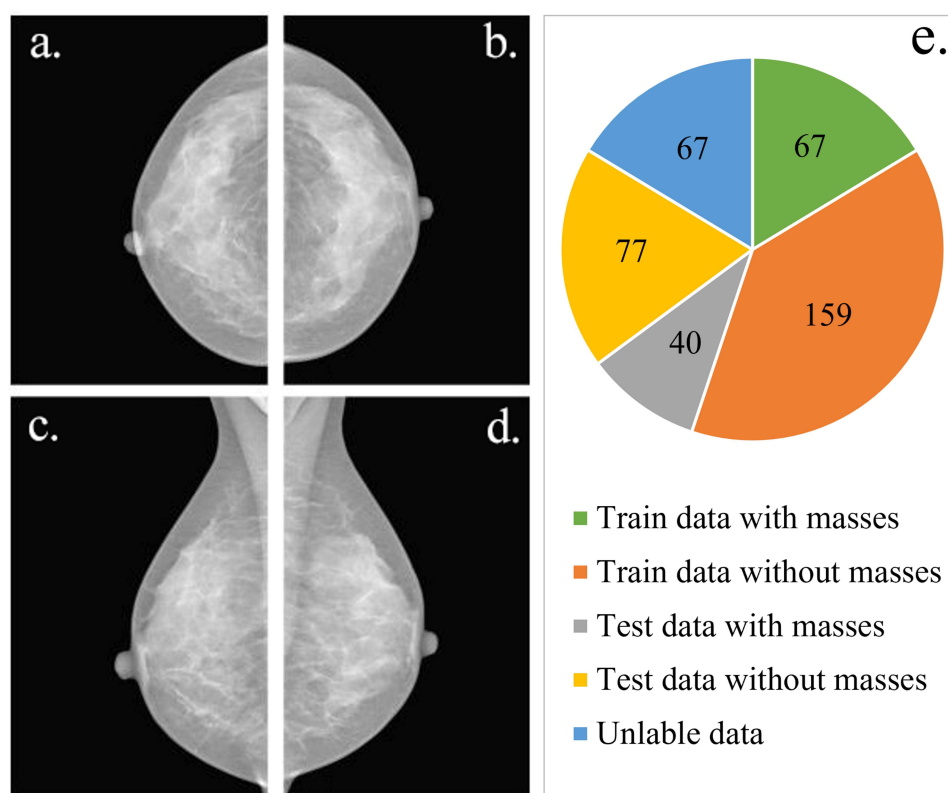 a.
b.
c.
d.
e.
67
67
77
159
40
Train data with masses
Train data without masses
Test data with masses
Test data without masses
Unlable data